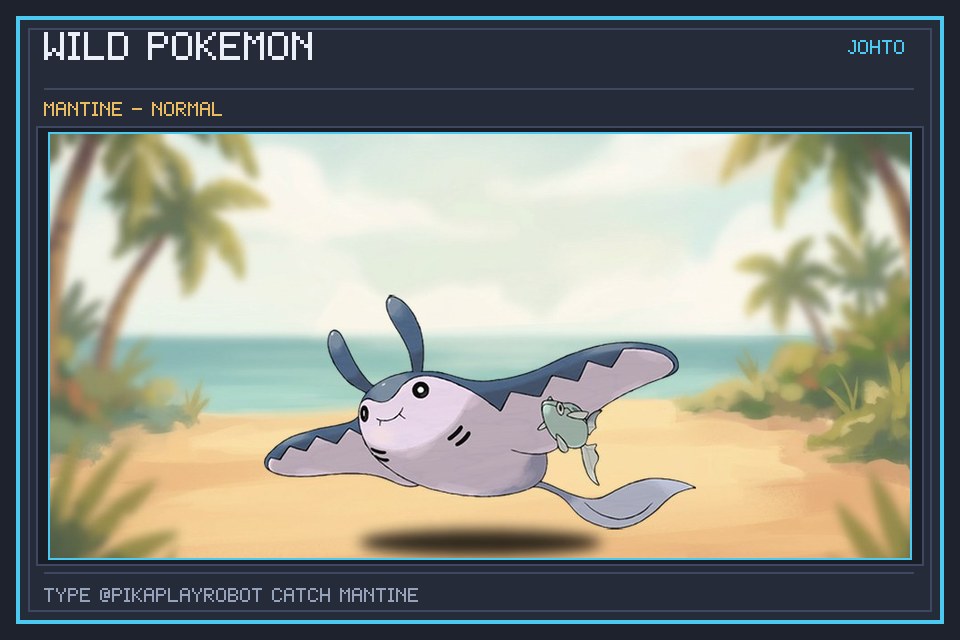 WILD POKEMON
JOHTO
MANTINE - NORMAL
TYPE @PIKAPLAYROBOT CATCH MANTINE